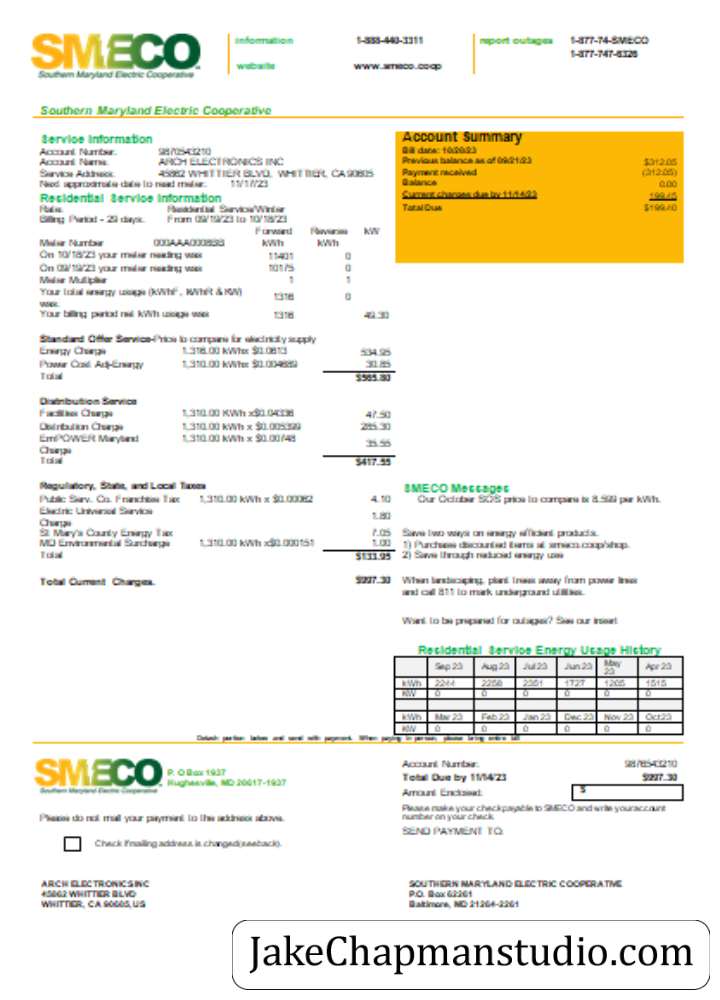 SMECO
Southern Maryland Electric Cooperative
information 1-888-440-3311
report outages 1-877-74-SMECO
1-877-747-6326
website www.smeco.coop
Southern Maryland Electric Cooperative
Service Information
Account Number: 9876543210
Account Name: ARCH ELECTRONICS INC
Service Address: 45862 WHITTIER BLVD, WHITTIER, CA 90605
Next approximate date to read meter: 11/17/23
Residential Service Information
Rate: Residential Service/Winter
Billing Period - 29 days. From 09/19/23 to 10/18/23
Forward Reverse kW
Meter Number 000AAA000BBB kWh kWh
On 10/18/23 your meter reading was 11401 0
On 09/19/23 your meter reading was 10175 0
Meter Multiplier 1 1
Your total energy usage (kWhF, kWhR & KW) was: 1316 0
Your billing period net kWh usage was 1316 49.30
Account Summary
Bill date: 10/20/23
Previous balance as of 09/21/23 $312.05
Payment received (312.05)
Balance 0.00
Current charges due by 11/14/23
Total Due
Standard Offer Service-Price to compare for electricity supply
Energy Charge 1,316.00 kWhx $0.0613 534.95
Power Cost Adj-Energy 1,310.00 kWhx $0.004689 30.85
Total $565.80
Distribution Service
Facilities Charge 1,310.00 KWh x$0.04336 47.50
Distribution Charge 1,310.00 kWh x $0.005399 285.30
EmPOWER Maryland Charge 1,310.00 kWh x $0.00748 35.55
Total $417.55
Regulatory, State, and Local Taxes
Public Serv. Co. Franchise Tax 1,310.00 kWh x $0.00062 4.10
Electric Universal Service Charge 1.80
St Mary's County Energy Tax 7.05
MD Environmental Surcharge 1,310.00 kWh x$0.000151 1.00
Total $133.95
Total Current Charges. $997.30
SMECO Messages
Our October SOS price to compare is 8.599 per kWh.
Save two ways on energy efficient products.
1) Purchase discounted items at smeco.coop/shop.
2) Save through reduced energy use
When landscaping, plant trees away from power lines
and call 811 to mark underground utilities.
Want to be prepared for outages? See our insert
Residential Service Energy Usage History
Sep 23 Aug 23 Jul 23 Jun 23 May 23 Apr 23
kWh 2244 2258 2351 1727 1205 1515
KW 0 0 0 0 0 0
kWh Mar 23 Feb 23 Jan 23 Dec 23 Nov 23 Oct 23
KW 0 0 0 0 0 0
Detach portion below and send with payment. When paying in person, please bring entire bill
SMECO
Southern Maryland Electric Cooperative
P. O Box 1937
Hughesville, MD 20617-1937
Please do not mail your payment to the address above.
Check if mailing address is changed (see back).
Account Number: 9876543210
Total Due by 11/14/23 $997.30
Amount Enclosed: $
Please make your check payable to SMECO and write your account
number on your check.
SEND PAYMENT TO:
ARCH ELECTRONICS INC
45862 WHITTIER BLVD
WHITTIER, CA 90605, US
SOUTHERN MARYLAND ELECTRIC COOPERATIVE
P.O. Box 62261
Baltimore, MD 21264-2261
JakeChapmanstudio.com